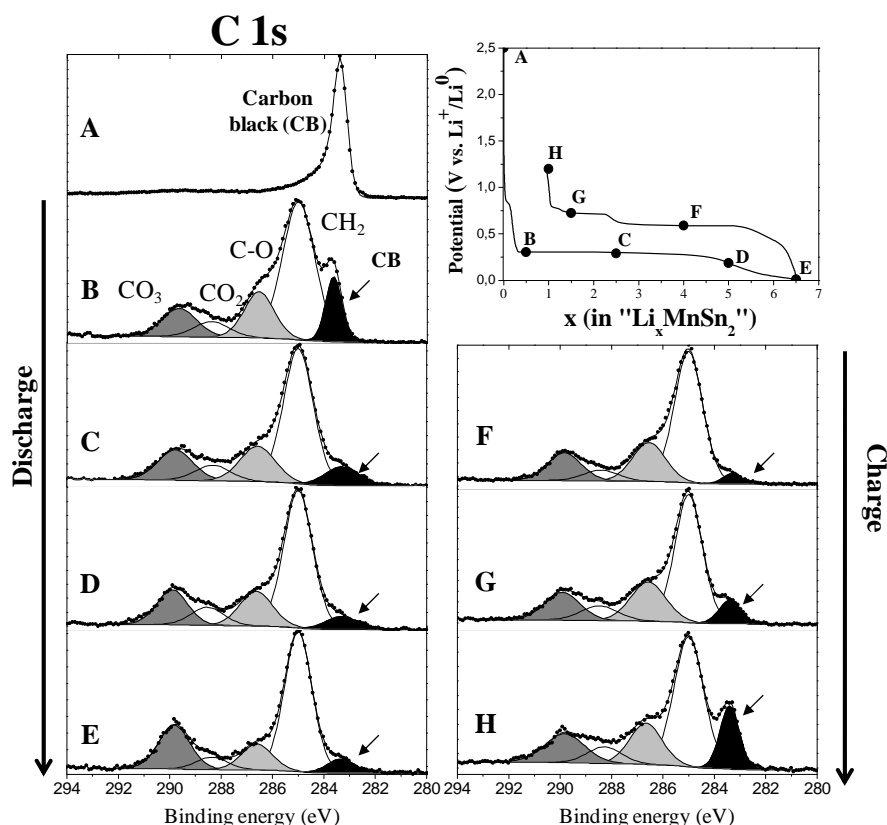 C 1s
Carbon
black (CB)
A
CH₂
C-O
CB
CO₃
CO₂
B
C
D
E
Discharge
294 292 290 288 286 284 282 280
Binding energy (eV)
2,5
2,0
1,5
1,0
0,5
0,0
Potential (V vs. Li⁺/Li⁰)
A
H
G
F
B
C
D
E
0 1 2 3 4 5 6 7
x (in "LiₓMnSn₂")
F
G
H
Charge
294 292 290 288 286 284 282 280
Binding energy (eV)